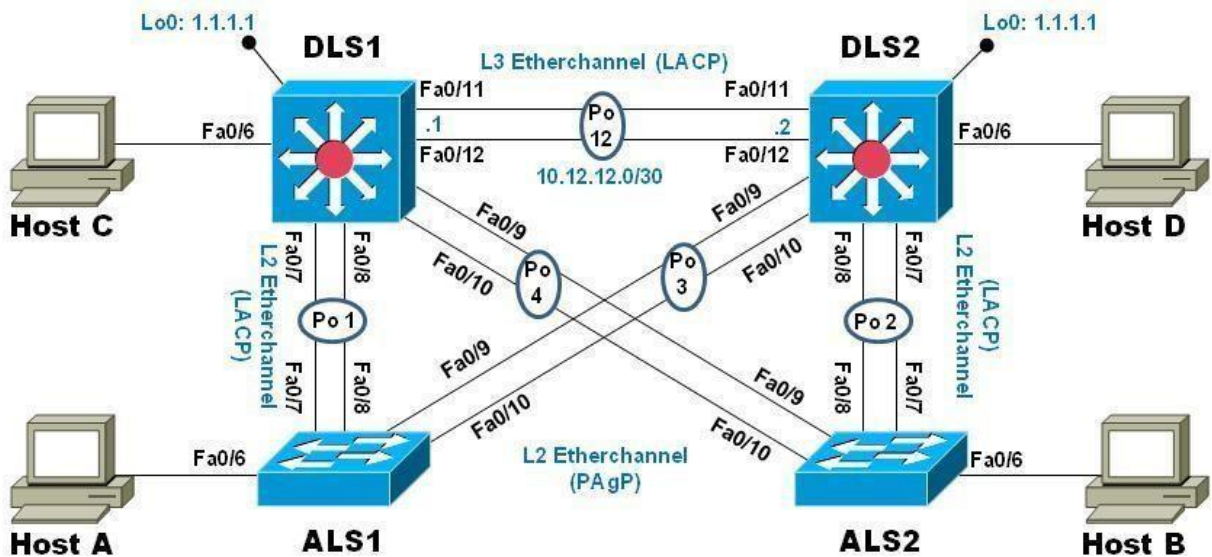 Lo0: 1.1.1.1
DLS1
DLS2
Lo0: 1.1.1.1
L3 Etherchannel (LACP)
Fa0/11
Fa0/11
Fa0/6
.1
Po
12
.2
Fa0/6
Fa0/12
Fa0/12
10.12.12.0/30
Host C
Host D
Fa0/9
Fa0/9
Fa0/7
Fa0/8
Fa0/10
Po
4
Po
3
Fa0/10
Fa0/8
Fa0/7
L2 Etherchannel
(LACP)
Po 1
Po 2
(LACP)
L2 Etherchannel
Fa0/7
Fa0/8
Fa0/9
Fa0/10
Fa0/9
Fa0/10
Fa0/8
Fa0/7
L2 Etherchannel
(PAgP)
Fa0/6
Fa0/6
Host A
ALS1
ALS2
Host B